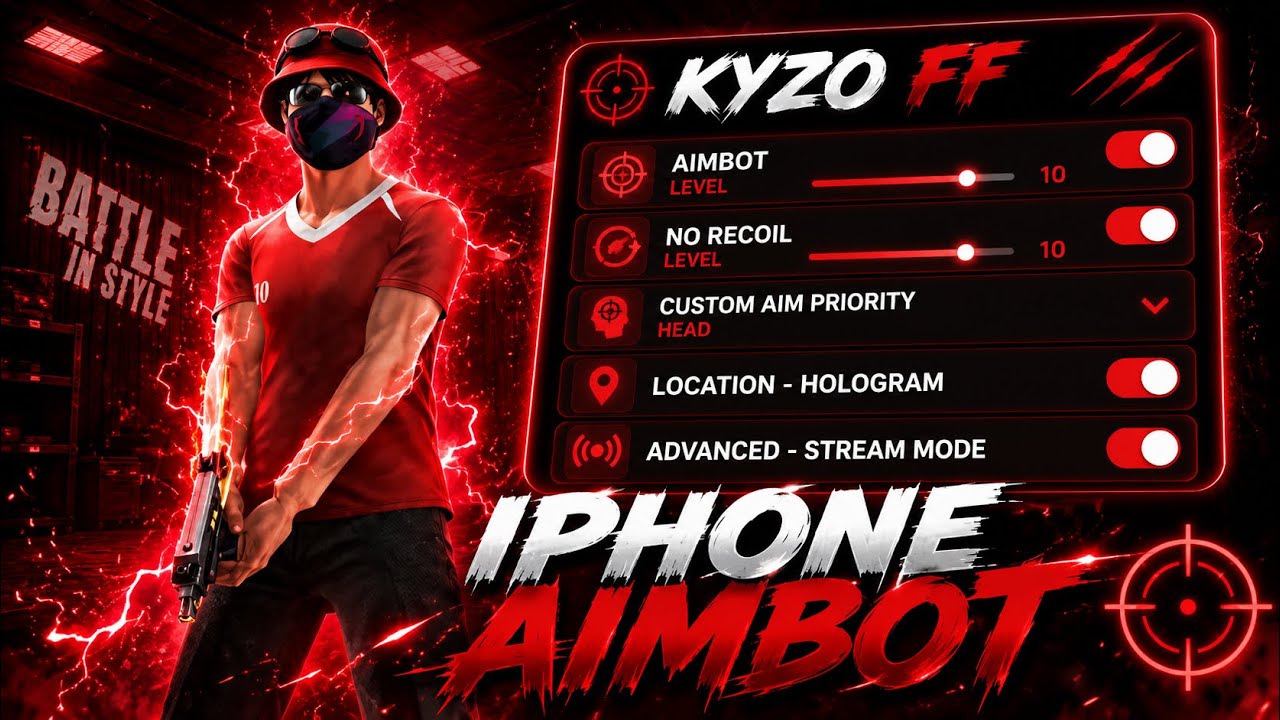 BATTLE
IN STYLE
10
KYZO FF
AIMBOT
LEVEL
10
NO RECOIL
LEVEL
10
CUSTOM AIM PRIORITY
HEAD
LOCATION - HOLOGRAM
ADVANCED - STREAM MODE
IPHONE
AIMBOT